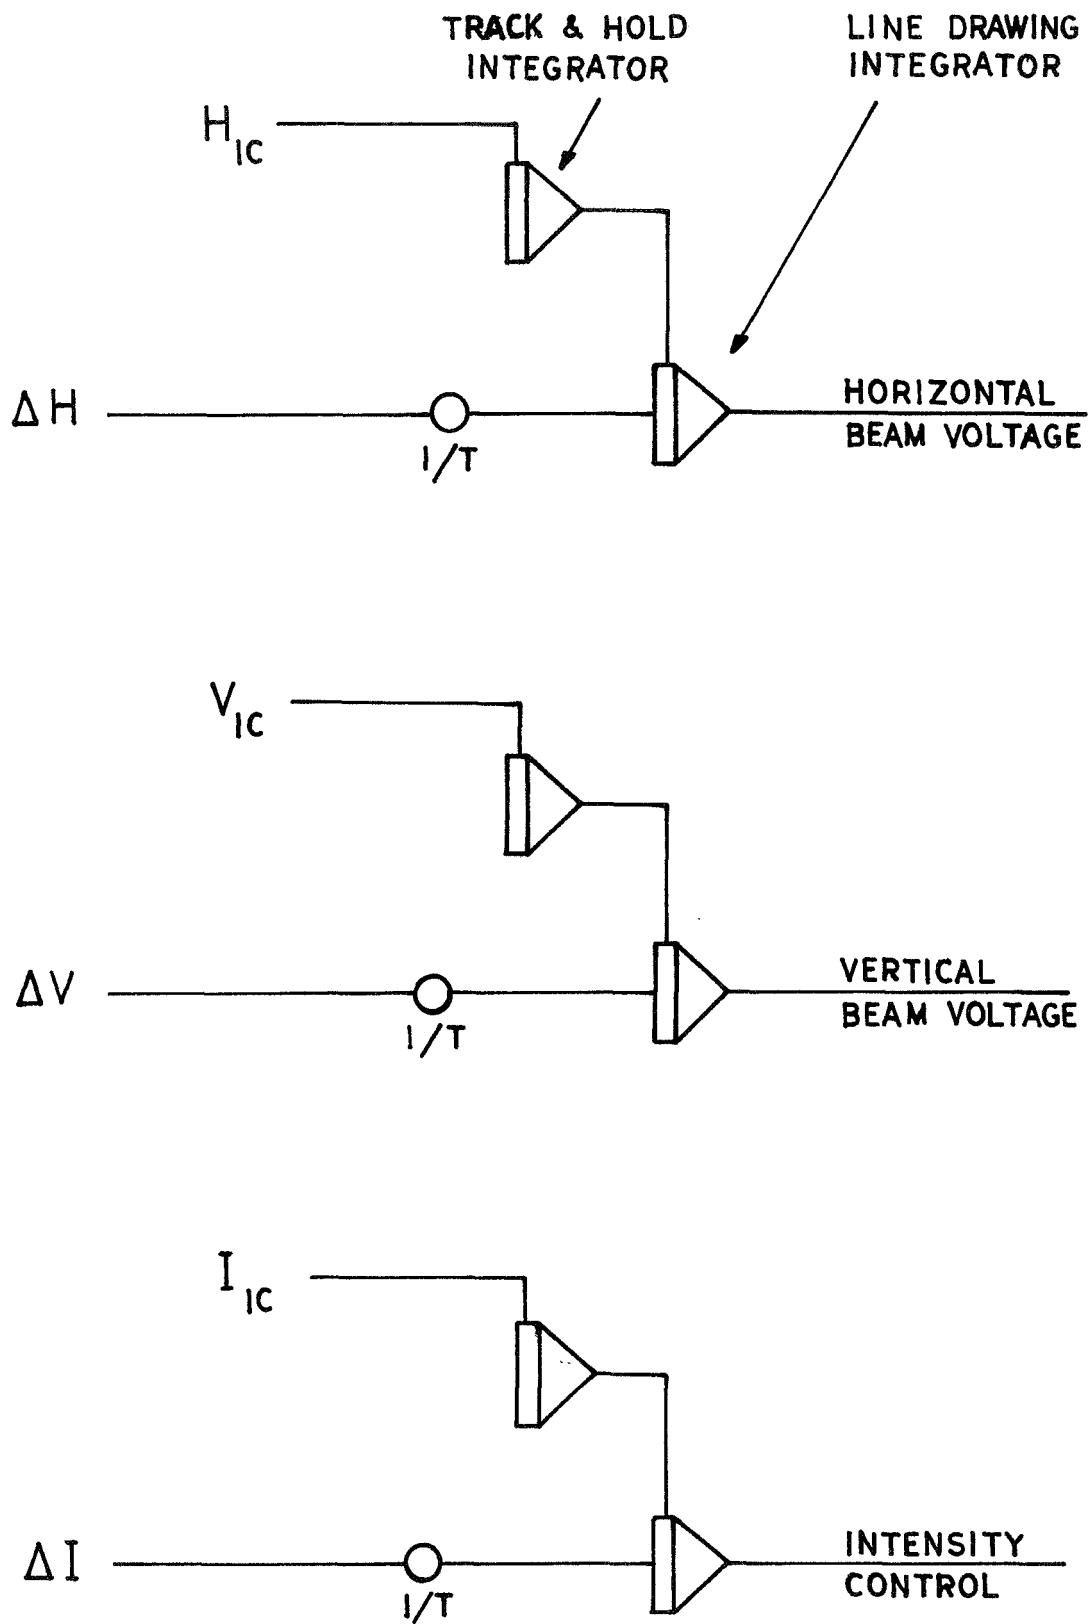 TRACK & HOLD
INTEGRATOR
LINE DRAWING
INTEGRATOR
H_IC
ΔH
1/T
HORIZONTAL
BEAM VOLTAGE
V_IC
ΔV
1/T
VERTICAL
BEAM VOLTAGE
I_IC
ΔI
1/T
INTENSITY
CONTROL